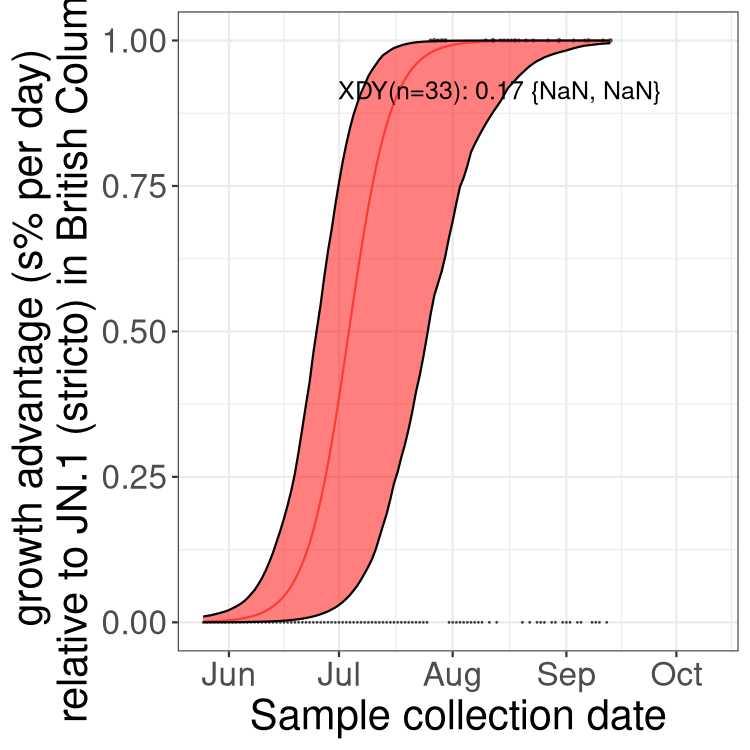 growth advantage (s% per day)
relative to JN.1 (stricto) in British Colum
1.00
0.75
0.50
0.25
0.00
XDY(n=33): 0.17 {NaN, NaN}
Jun Jul Aug Sep Oct
Sample collection date